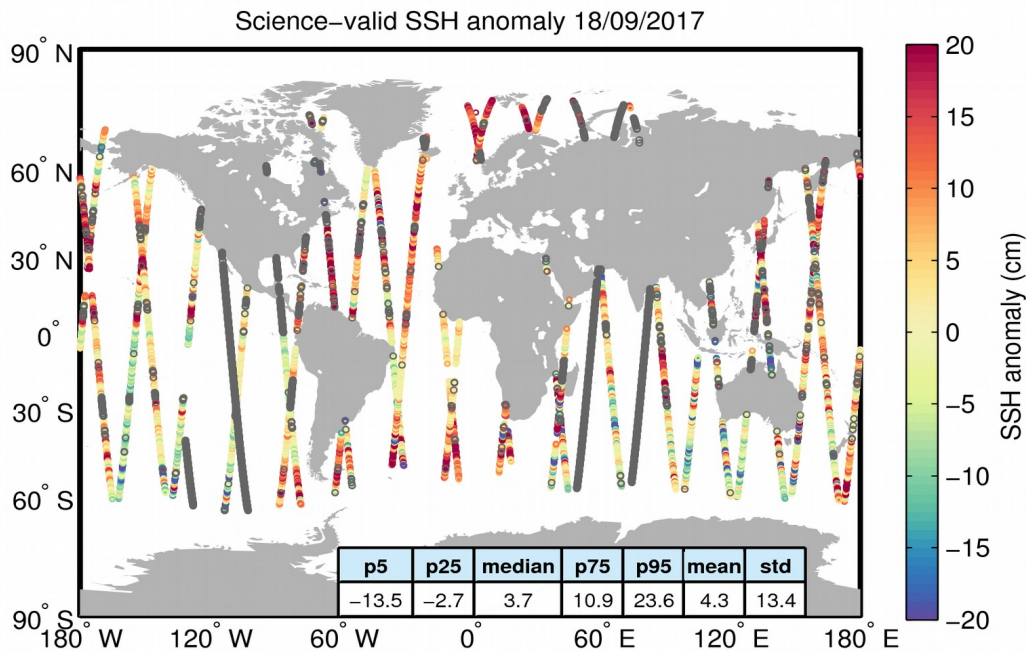 Science−valid SSH anomaly 18/09/2017
90° N
60° N
30° N
0°
30° S
60° S
90° S
180° W
120° W
60° W
0°
60° E
120° E
180° E
p5 p25 median p75 p95 mean std
−13.5 −2.7 3.7 10.9 23.6 4.3 13.4
20
15
10
5
0
−5
−10
−15
−20
SSH anomaly (cm)